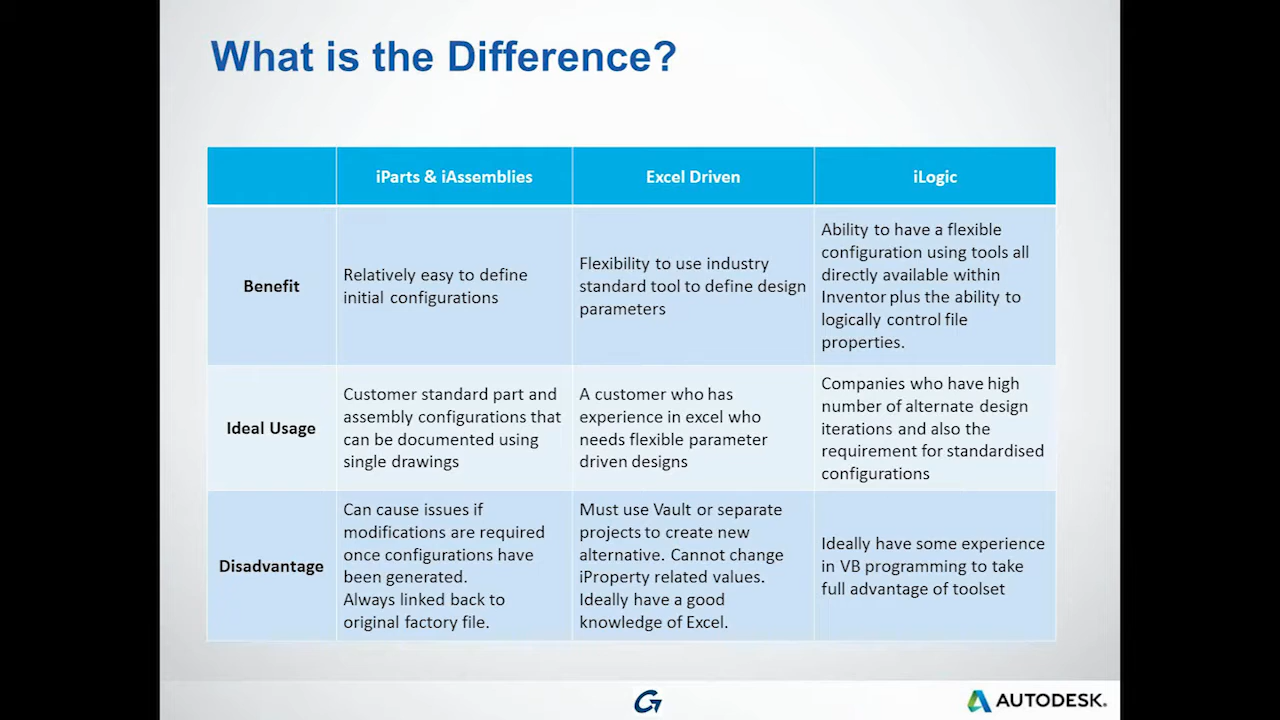 What is the Difference?
iParts & iAssemblies
Excel Driven
iLogic
Benefit
Relatively easy to define
initial configurations
Flexibility to use industry
standard tool to define design
parameters
Ability to have a flexible
configuration using tools all
directly available within
Inventor plus the ability to
logically control file
properties.
Ideal Usage
Customer standard part and
assembly configurations that
can be documented using
single drawings
A customer who has
experience in excel who
needs flexible parameter
driven designs
Companies who have high
number of alternate design
iterations and also the
requirement for standardised
configurations
Disadvantage
Can cause issues if
modifications are required
once configurations have
been generated.
Always linked back to
original factory file.
Must use Vault or separate
projects to create new
alternative. Cannot change
iProperty related values.
Ideally have a good
knowledge of Excel.
Ideally have some experience
in VB programming to take
full advantage of toolset
AUTODESK.